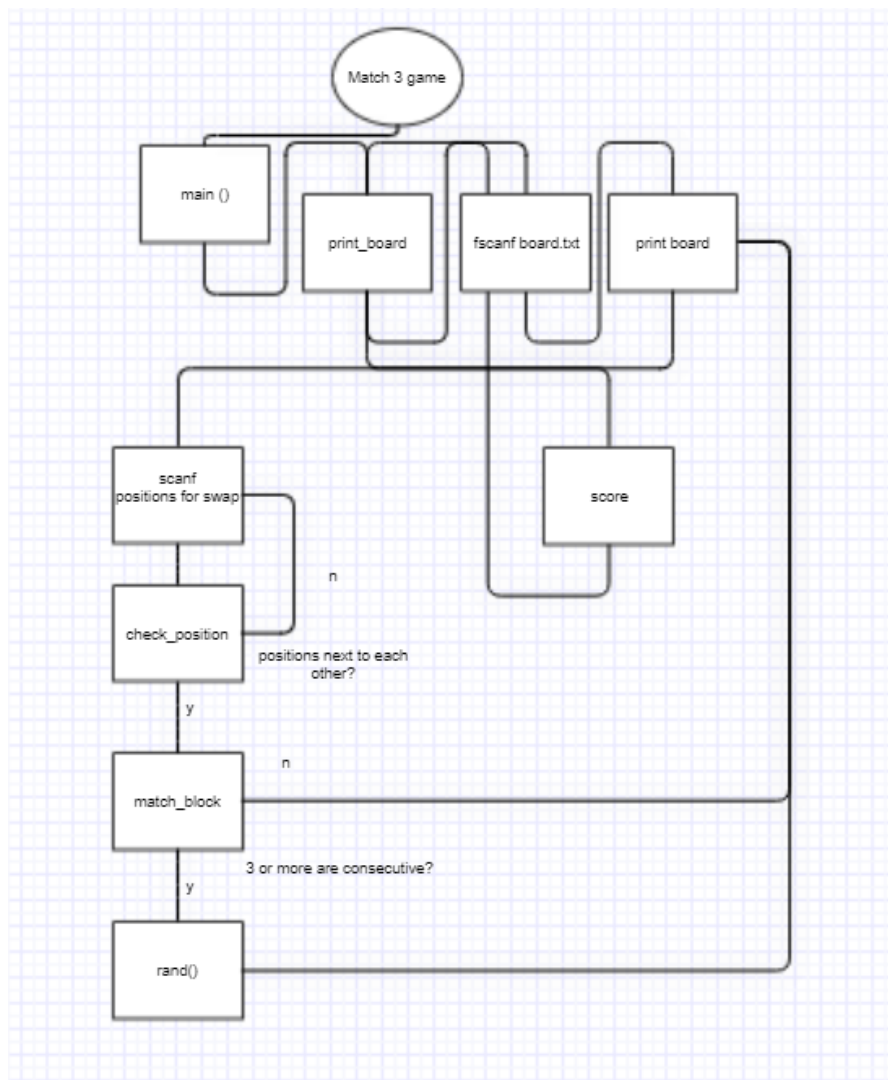 Match 3 game
main ()
print_board
fscanf board.txt
print board
scanf
positions for swap
score
n
check_position
positions next to each
other?
y
n
match_block
3 or more are consecutive?
y
rand()